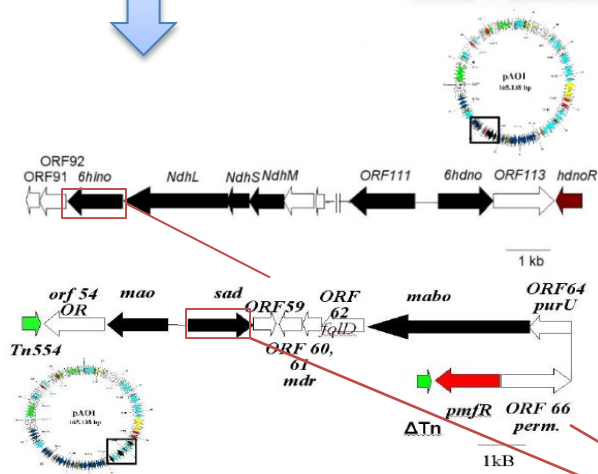 pAO1
165.138 bp
ORF92
ORF91 6hlno NdhL NdhS NdhM ORF111 6hdno ORF113 hdnoR
1 kb
orf 54 mao sad ORF59 ORF mabo ORF64
OR 62 purU
folD
Tn554 ORF 60,
61
mdr
pAO1
165.138 bp
ΔTn pmfR ORF 66
perm.
1kB